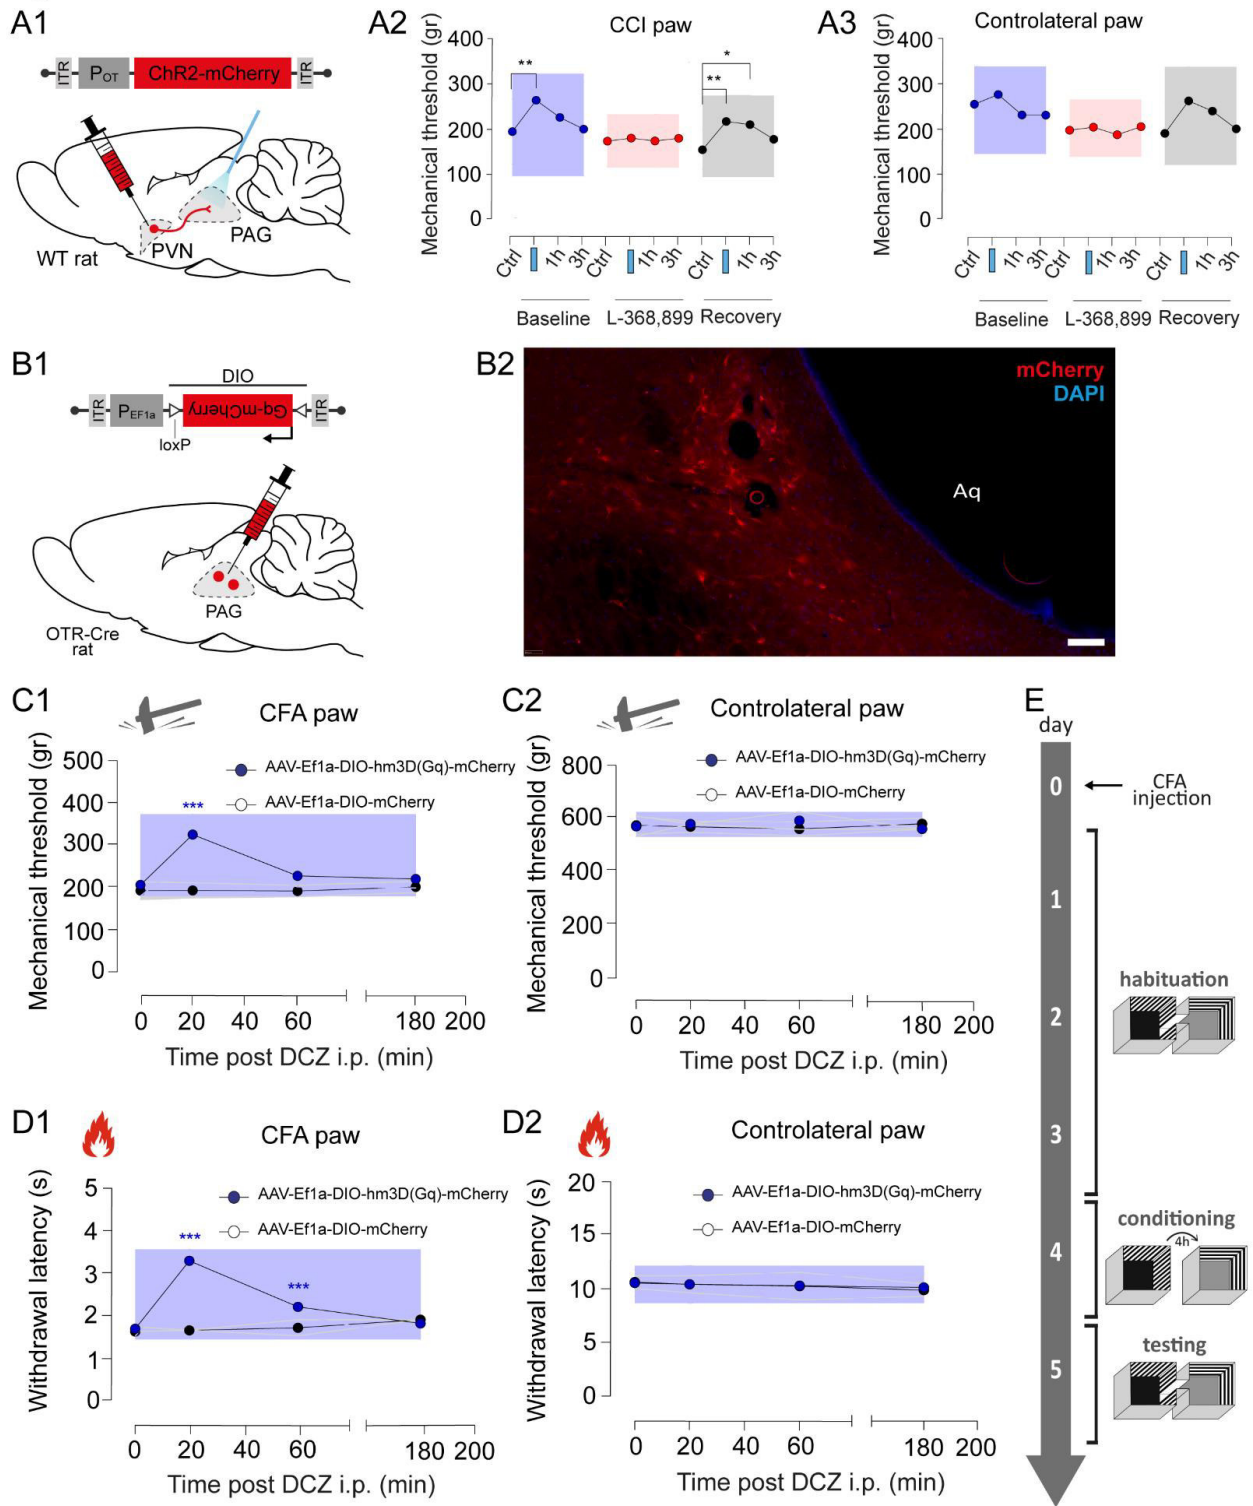 A1
ITR
POT
ChR2-mCherry
ITR
WT rat
PVN
PAG
A2
CCI paw
Mechanical threshold (gr)
400
300
200
100
0
**
**
*
Ctrl
1h
3h
Ctrl
1h
3h
Ctrl
1h
3h
Baseline
L-368,899
Recovery
A3
Controlateral paw
Mechanical threshold (gr)
400
300
200
100
0
Ctrl
1h
3h
Ctrl
1h
3h
Ctrl
1h
3h
Baseline
L-368,899
Recovery
B1
DIO
ITR
PEF1a
Gq-mCherry
ITR
loxP
PAG
OTR-Cre
rat
B2
mCherry
DAPI
Aq
C1
CFA paw
Mechanical threshold (gr)
500
400
300
200
100
0
AAV-Ef1a-DIO-hm3D(Gq)-mCherry
AAV-Ef1a-DIO-mCherry
***
0 20 40 60 180 200
Time post DCZ i.p. (min)
C2
Controlateral paw
Mechanical threshold (gr)
800
600
400
200
0
AAV-Ef1a-DIO-hm3D(Gq)-mCherry
AAV-Ef1a-DIO-mCherry
0 20 40 60 180 200
Time post DCZ i.p. (min)
D1
CFA paw
Withdrawal latency (s)
5
4
3
2
1
0
AAV-Ef1a-DIO-hm3D(Gq)-mCherry
AAV-Ef1a-DIO-mCherry
***
***
0 20 40 60 180 200
Time post DCZ i.p. (min)
D2
Controlateral paw
Withdrawal latency (s)
20
15
10
5
0
AAV-Ef1a-DIO-hm3D(Gq)-mCherry
AAV-Ef1a-DIO-mCherry
0 20 40 60 180 200
Time post DCZ i.p. (min)
E
day
0
CFA
injection
1
2
habituation
3
4
conditioning
4h
5
testing